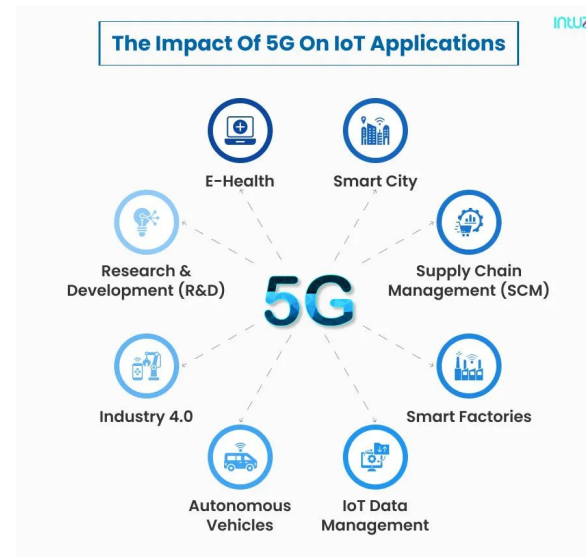 The Impact Of 5G On IoT Applications
E-Health
Smart City
Research &
Development (R&D)
Supply Chain
Management (SCM)
5G
Industry 4.0
Smart Factories
Autonomous
Vehicles
IoT Data
Management